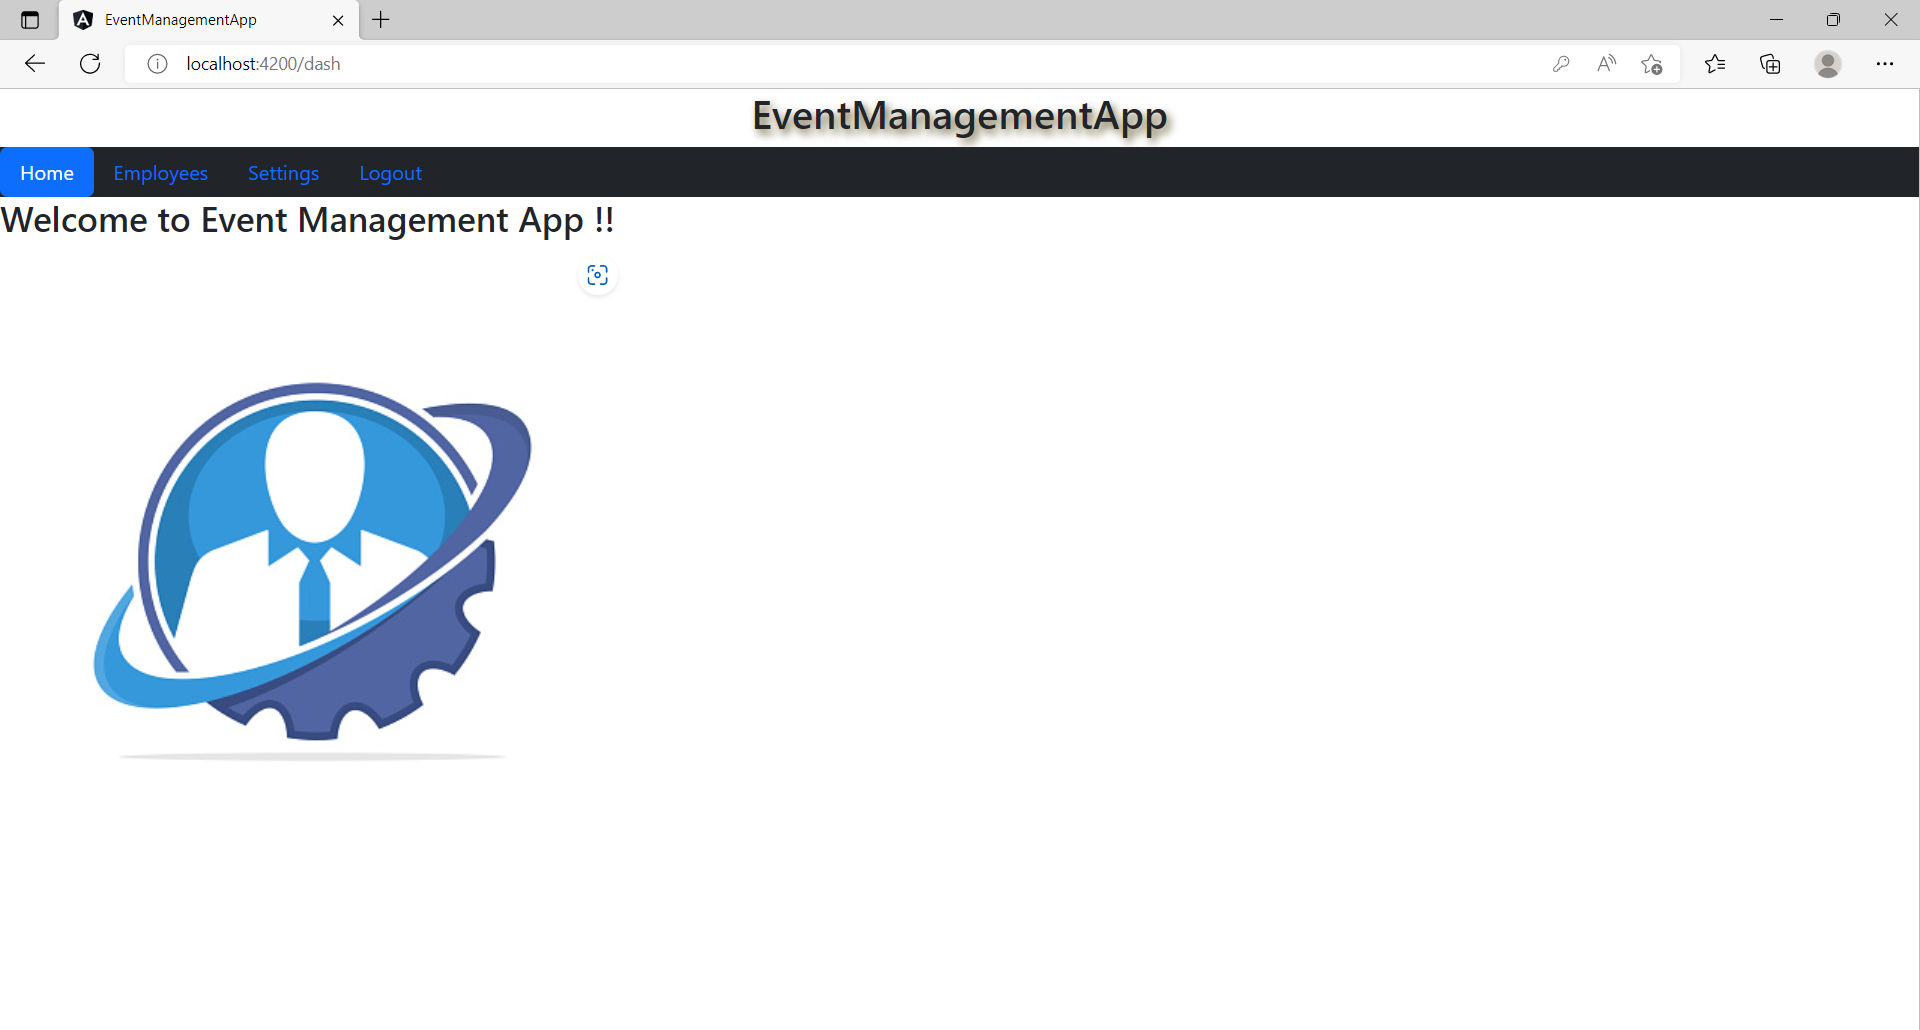 EventManagementApp
localhost:4200/dash
EventManagementApp
Home Employees Settings Logout
Welcome to Event Management App !!